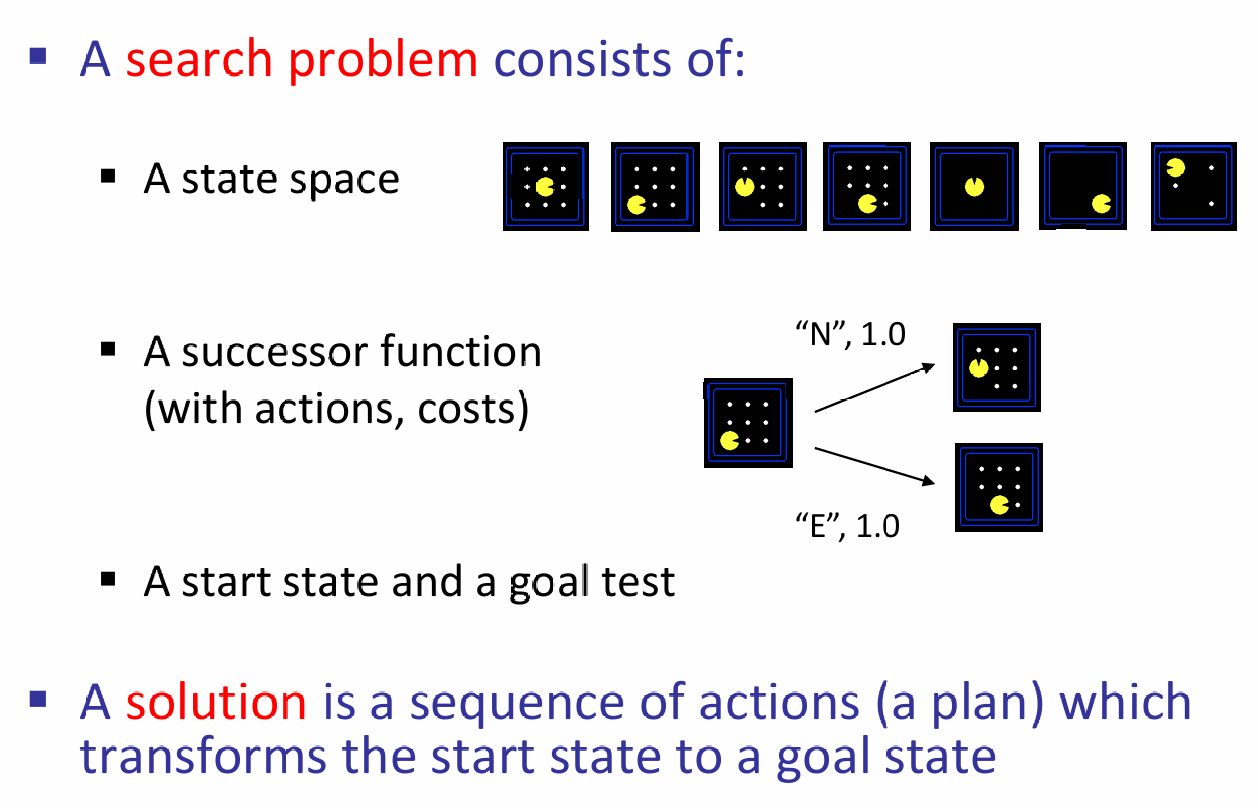 ▪ A search problem consists of:
▪ A state space
▪ A successor function
(with actions, costs)
“N”, 1.0
“E”, 1.0
▪ A start state and a goal test
▪ A solution is a sequence of actions (a plan) which
transforms the start state to a goal state